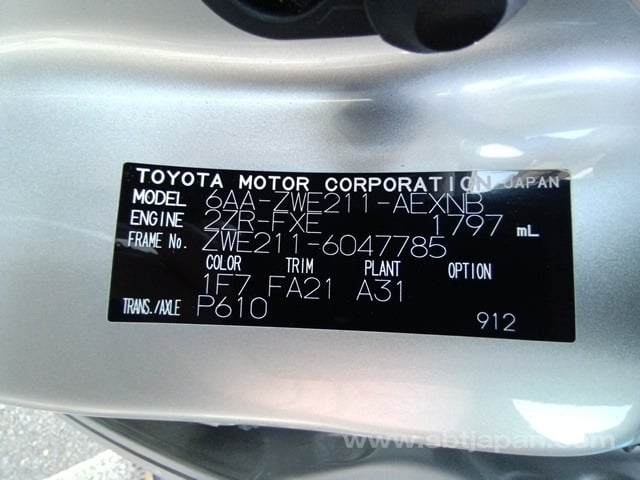 TOYOTA MOTOR CORPORATION JAPAN
MODEL 6AA-ZWE211-AEXNB
ENGINE 2ZR-FXE 1797 mL
FRAME No. ZWE211-6047785
COLOR TRIM PLANT OPTION
1F7 FA21 A31
TRANS./AXLE P610
912
www.sbtjapan.com